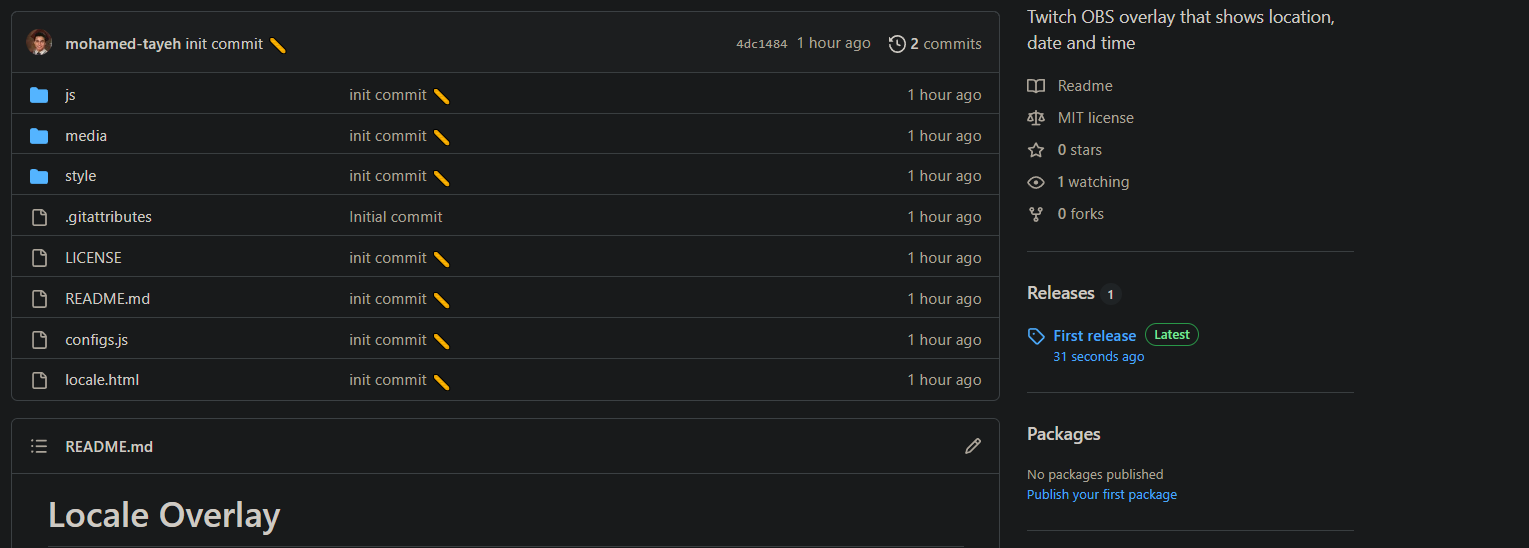 mohamed-tayeh init commit ✏️ 4dc1484 1 hour ago 2 commits
js init commit ✏️ 1 hour ago
media init commit ✏️ 1 hour ago
style init commit ✏️ 1 hour ago
.gitattributes Initial commit 1 hour ago
LICENSE init commit ✏️ 1 hour ago
README.md init commit ✏️ 1 hour ago
configs.js init commit ✏️ 1 hour ago
locale.html init commit ✏️ 1 hour ago
README.md
Locale Overlay
Twitch OBS overlay that shows location,
date and time
Readme
MIT license
0 stars
1 watching
0 forks
Releases 1
First release Latest
31 seconds ago
Packages
No packages published
Publish your first package